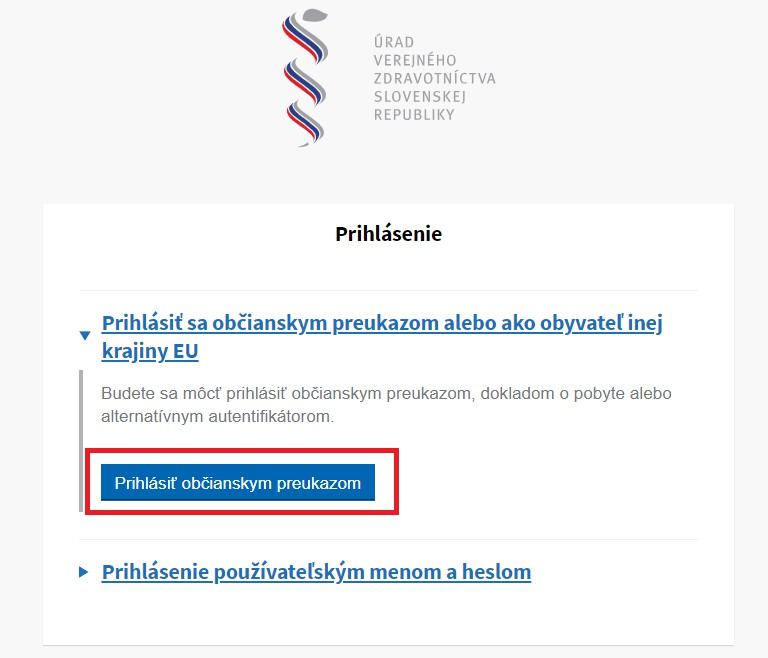 ÚRAD
VEREJNÉHO
ZDRAVOTNÍCTVA
SLOVENSKEJ
REPUBLIKY
Prihlásenie
Prihlásiť sa občianskym preukazom alebo ako obyvateľ inej
krajiny EU
Budete sa môcť prihlásiť občianskym preukazom, dokladom o pobyte alebo
alternatívnym autentifikátorom.
Prihlásiť občianskym preukazom
Prihlásenie používateľským menom a heslom